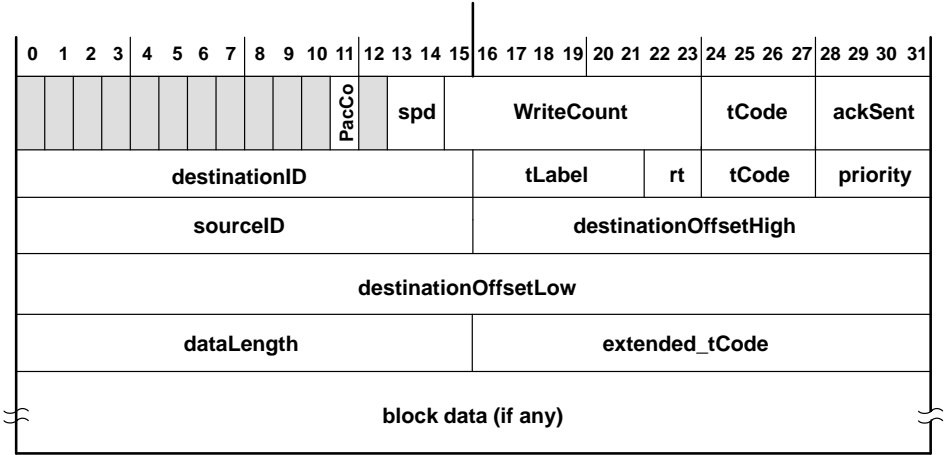 0 1 2 3 4 5 6 7 8 9 10 11 12 13 14 15 16 17 18 19 20 21 22 23 24 25 26 27 28 29 30 31
PacCo spd WriteCount tCode ackSent
destinationID tLabel rt tCode priority
sourceID destinationOffsetHigh
destinationOffsetLow
dataLength extended_tCode
block data (if any)